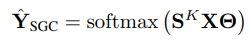 Ŷ_SGC = softmax (S^K XΘ)